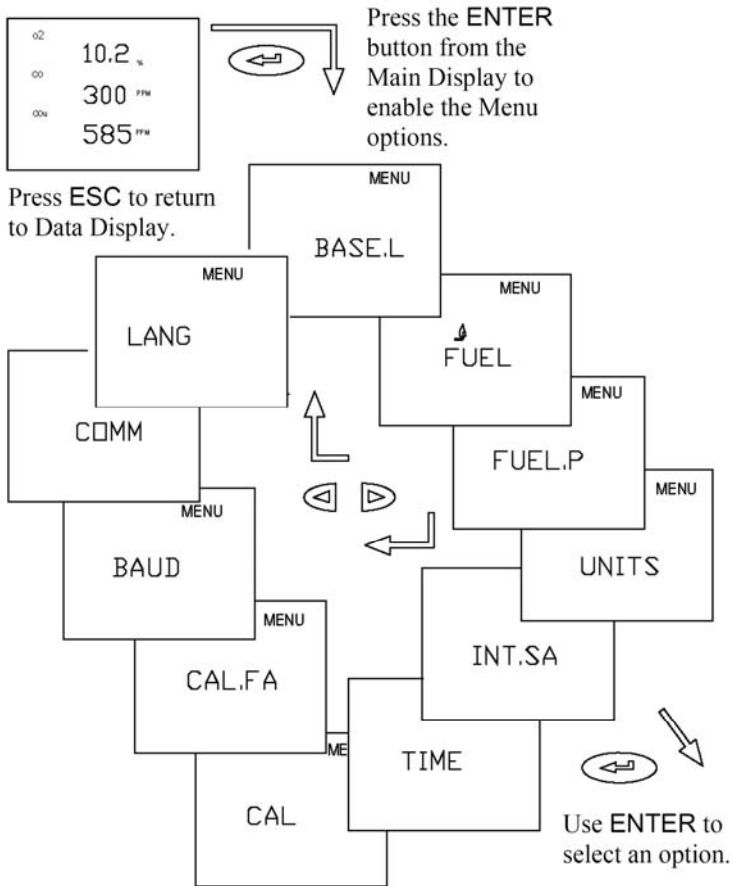 o2
10.2 %
CO
300 PPM
COu
585 PPM
Press the ENTER
button from the
Main Display to
enable the Menu
options.
Press ESC to return
to Data Display.
MENU
BASE.L
MENU
FUEL
MENU
FUEL.P
MENU
UNITS
INT.SA
TIME
ME
CAL
MENU
CAL.FA
MENU
BAUD
COMM
MENU
LANG
Use ENTER to
select an option.